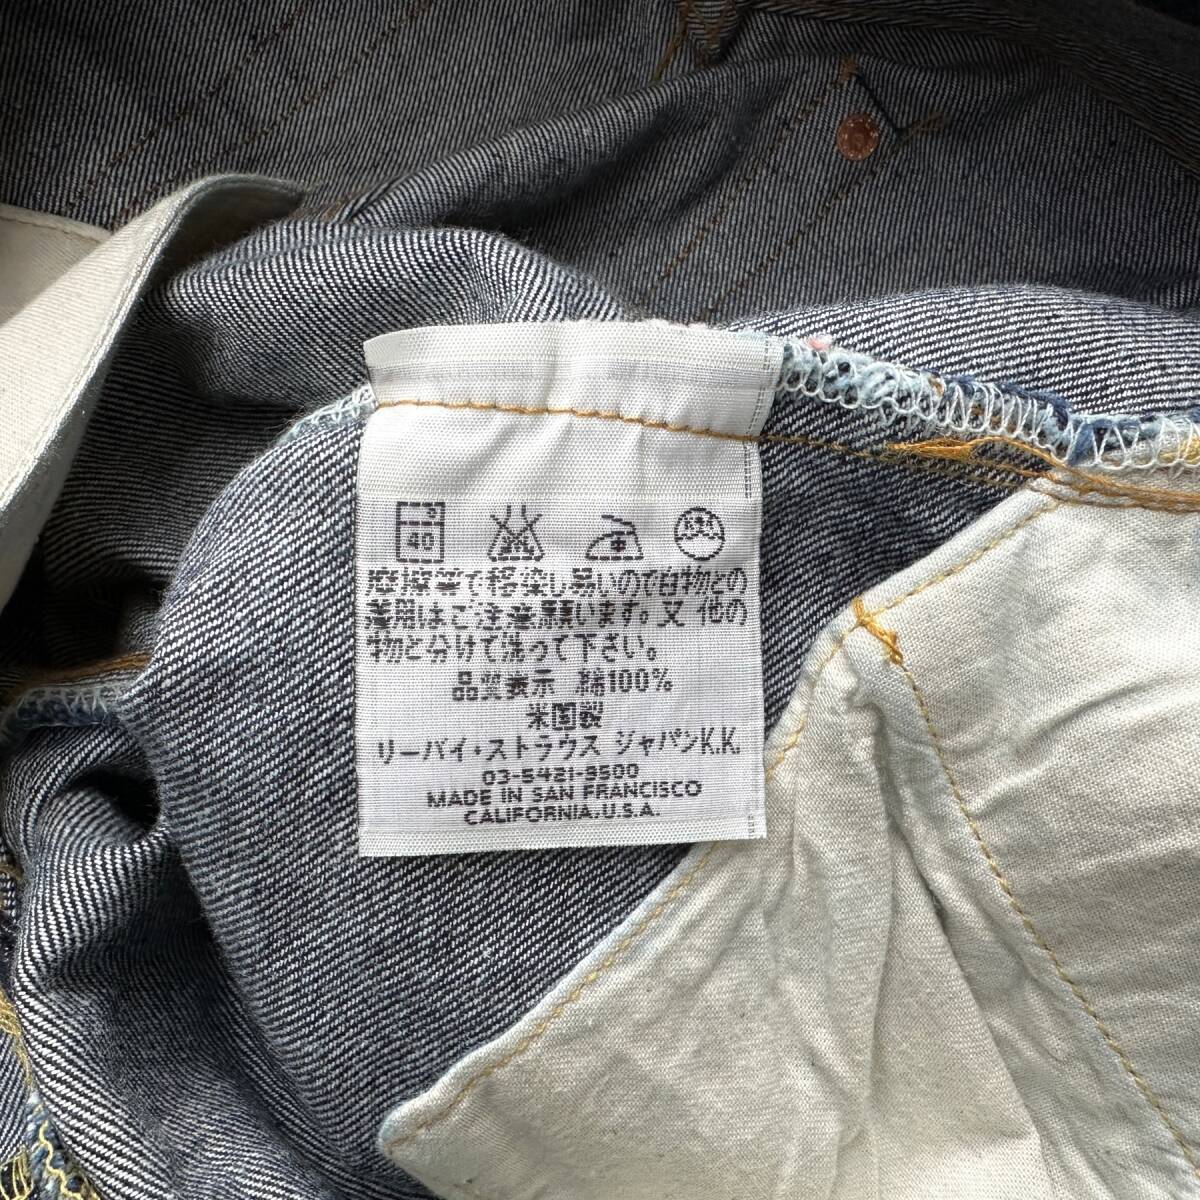 40
摩擦等で移染し易いので白物との
着用はご注意願います。又 他の
物と分けて洗って下さい。
品質表示 綿100%
米国製
リーバイ・ストラウス ジャパンK.K.
03-5421-3500
MADE IN SAN FRANCISCO
CALIFORNIA.U.S.A.